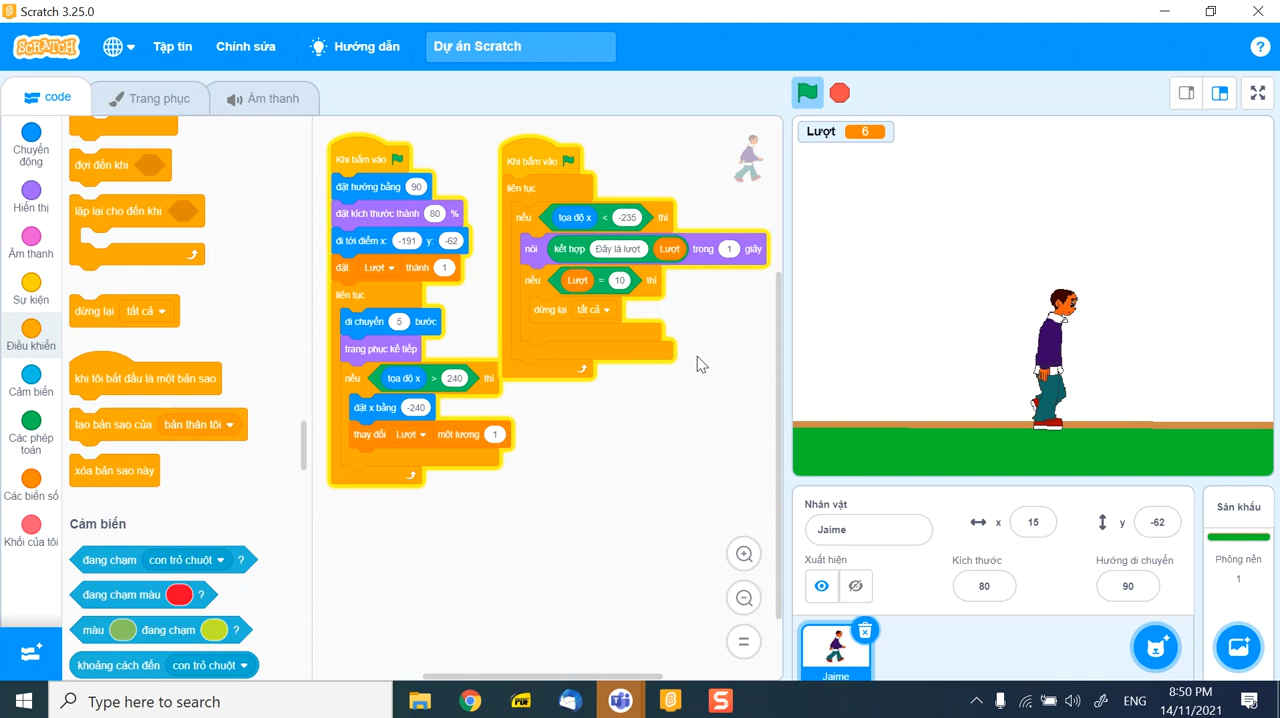 Scratch 3.25.0
SCRATCH
Tập tin
Chỉnh sửa
Hướng dẫn
Dự án Scratch
?
code
Trang phục
Âm thanh
Chuyển động
Hiển thị
Âm thanh
Sự kiện
Điều khiển
Cảm biến
Các phép toán
Các biến số
Khối của tôi
đợi đến khi
lặp lại cho đến khi
dừng lại tất cả
khi tôi bắt đầu là một bản sao
tạo bản sao của bản thân tôi
xóa bản sao này
Cảm biến
đang chạm con trỏ chuột ?
đang chạm màu ?
màu đang chạm ?
khoảng cách đến con trỏ chuột
Khi bấm vào
đặt hướng bằng 90
đặt kích thước thành 80 %
đi tới điểm x: -191 y: -62
đặt Lượt thành 1
liên tục
di chuyển 5 bước
trang phục kế tiếp
nếu tọa độ x > 240 thì
đặt x bằng -240
thay đổi Lượt một lượng 1
Khi bấm vào
liên tục
nếu tọa độ x < -235 thì
nói kết hợp Đây là lượt Lượt trong 1 giây
nếu Lượt = 10 thì
dừng lại tất cả
Lượt 6
Nhân vật
Jaime
x 15
y -62
Xuất hiện
Kích thước
80
Hướng di chuyển
90
Jaime
Sân khấu
Phông nền
1
Type here to search
PDF
S
ENG
8:50 PM
14/11/2021